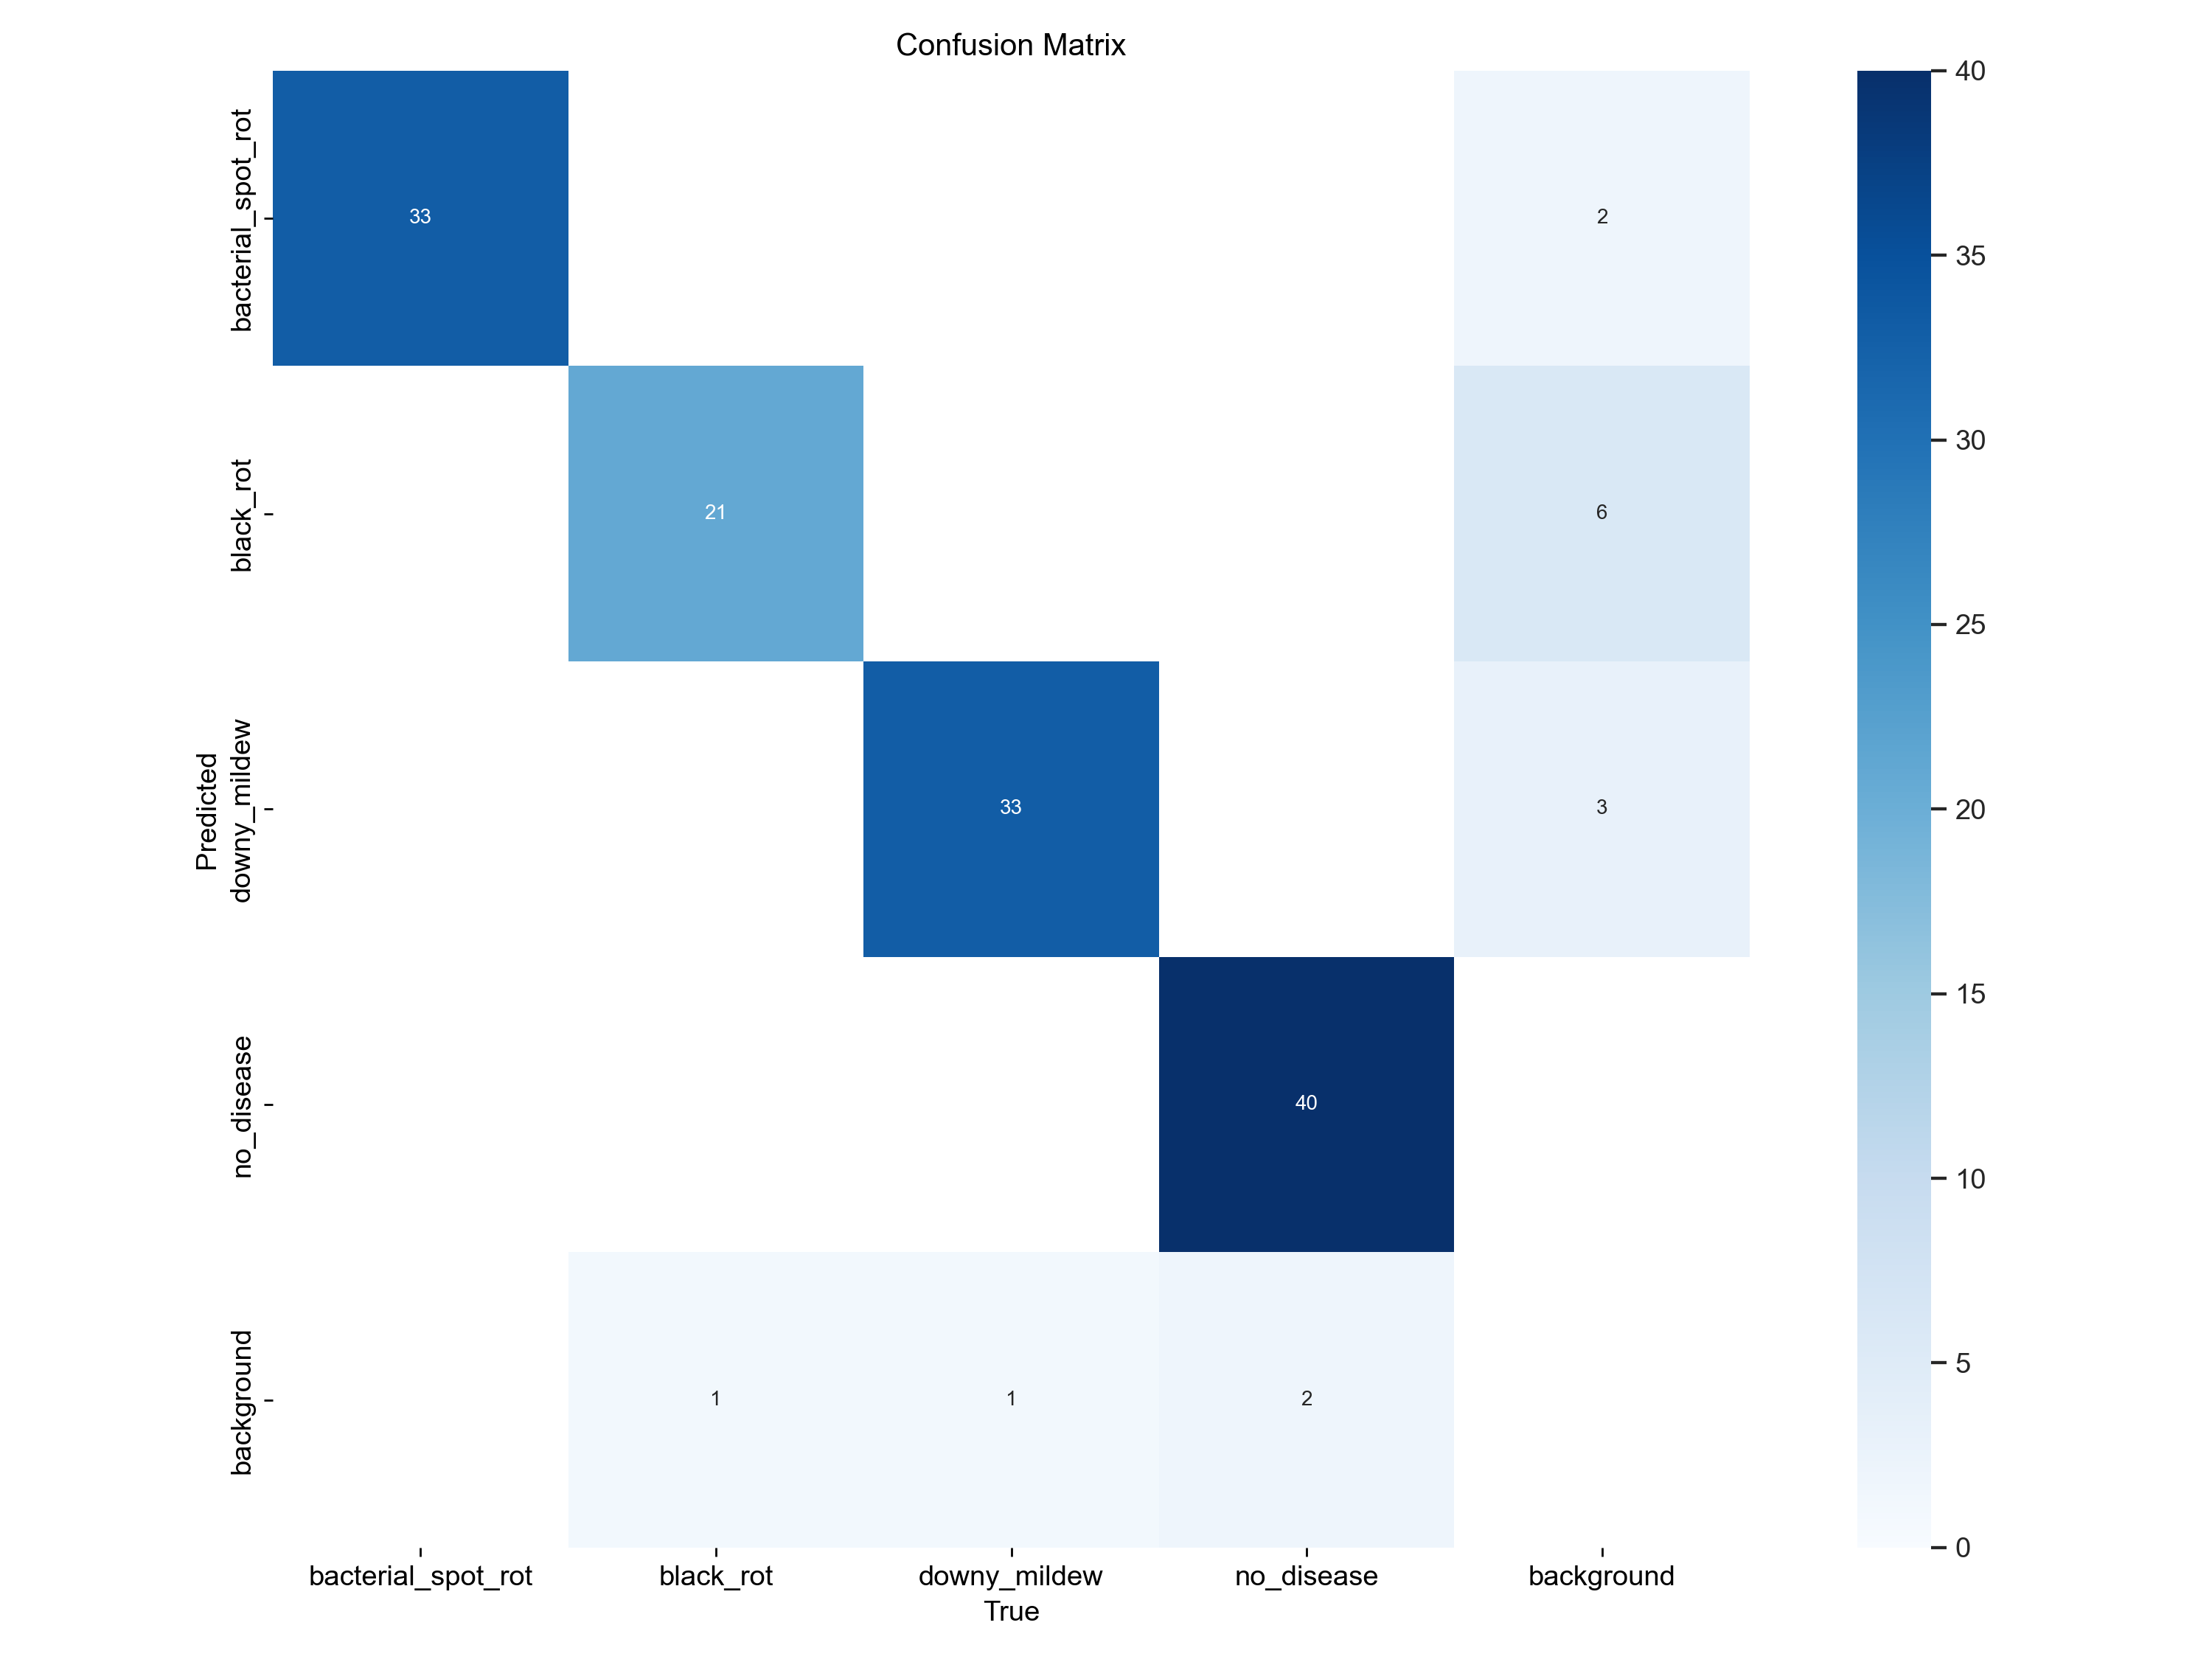 Confusion Matrix
bacterial_spot_rot
black_rot
downy_mildew
no_disease
background
Predicted
33
2
21
6
33
3
40
1
1
2
bacterial_spot_rot
black_rot
downy_mildew
no_disease
background
True
40
35
30
25
20
15
10
5
0